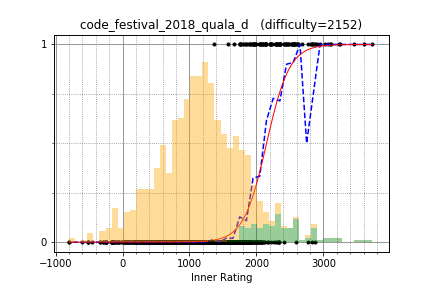 code_festival_2018_quala_d (difficulty=2152)
1
0
−1000 0 1000 2000 3000
Inner Rating